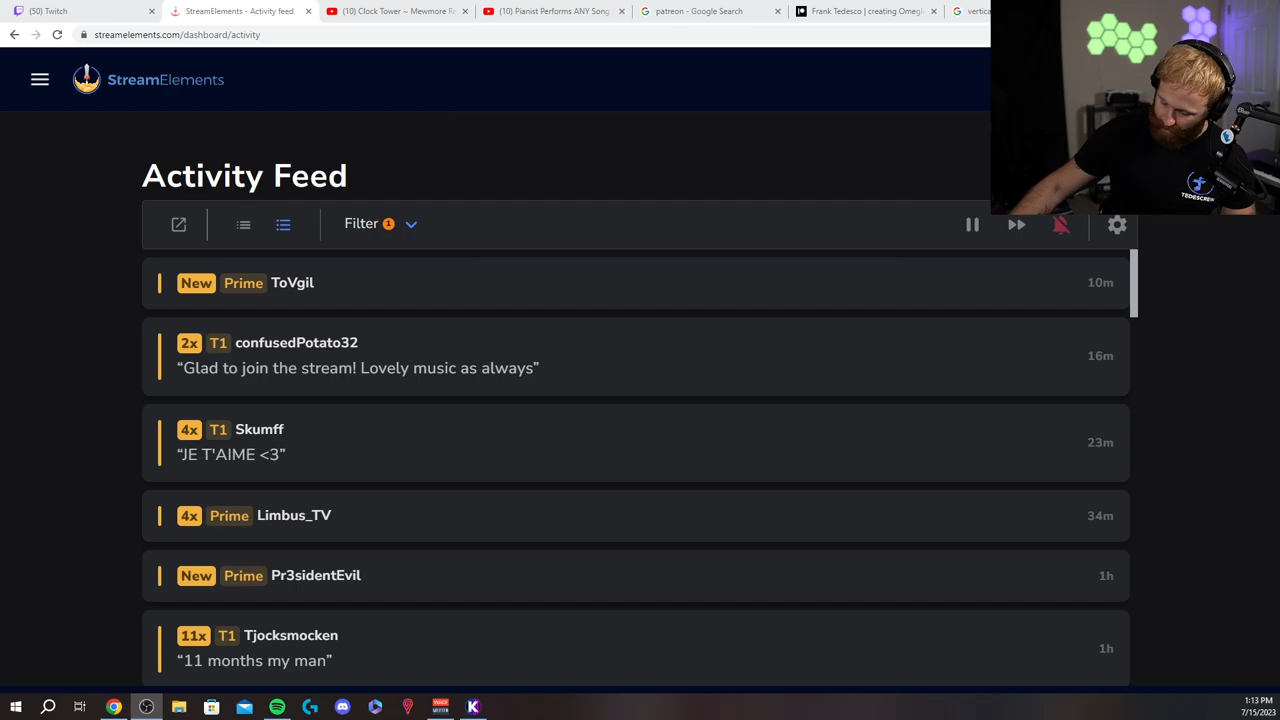 (50) Twitch
StreamElements - Activity feed
(10) Clock Tower ~ Mewmore Re
(10) Pianist Performs ANY Song
patreon - Google Search
Frank Tedesco | creating Omegle
vertic
streamelements.com/dashboard/activity
StreamElements
TEDESCREW
Activity Feed
Filter 1
New Prime ToVgil
10m
2x T1 confusedPotato32
“Glad to join the stream! Lovely music as always”
16m
4x T1 Skumff
“JE T'AIME <3”
23m
4x Prime Limbus_TV
34m
New Prime Pr3sidentEvil
1h
11x T1 Tjocksmocken
“11 months my man”
1h
1:13 PM
7/15/2023